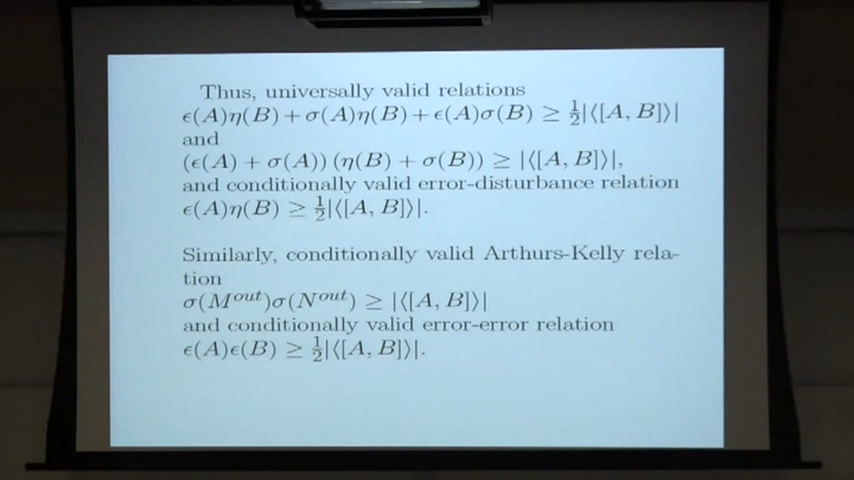 Thus, universally valid relations
ϵ(A)η(B) + σ(A)η(B) + ϵ(A)σ(B) ≥ ½|⟨[A, B]⟩|
and
(ϵ(A) + σ(A)) (η(B) + σ(B)) ≥ |⟨[A, B]⟩|,
and conditionally valid error-disturbance relation
ϵ(A)η(B) ≥ ½|⟨[A, B]⟩|.
Similarly, conditionally valid Arthurs-Kelly rela-
tion
σ(M^out)σ(N^out) ≥ |⟨[A, B]⟩|
and conditionally valid error-error relation
ϵ(A)ϵ(B) ≥ ½|⟨[A, B]⟩|.